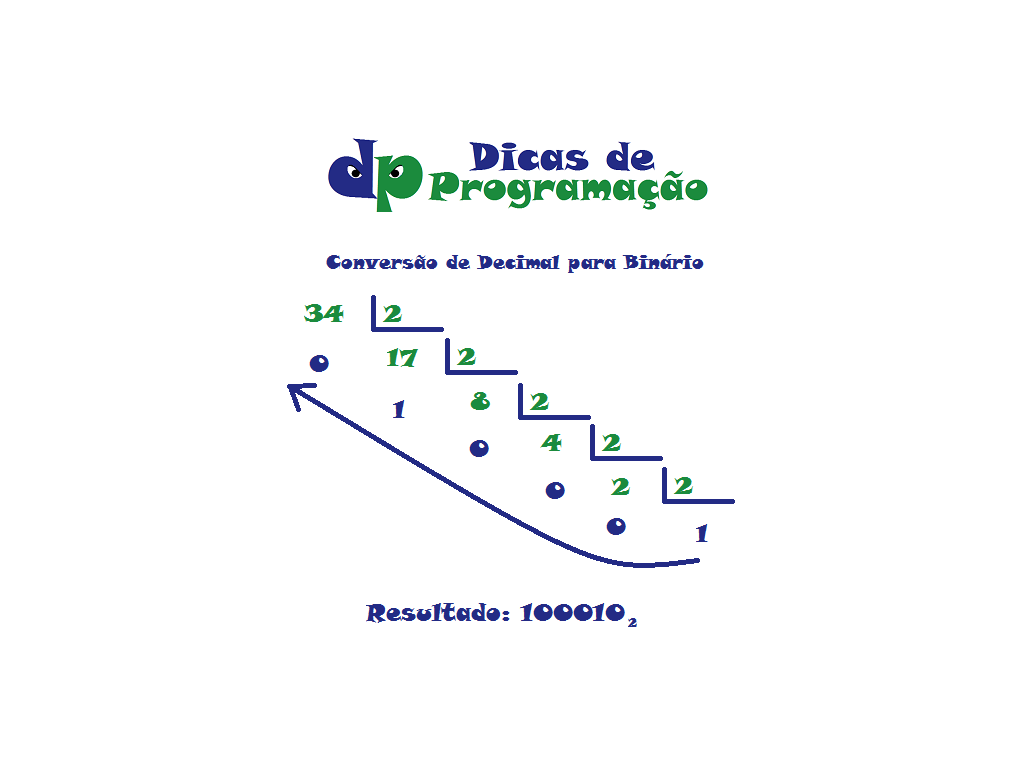 dp Dicas de
Programação
Conversão de Decimal para Binário
34 2
0 17 2
1 8 2
0 4 2
0 2 2
0 1
Resultado: 100010₂